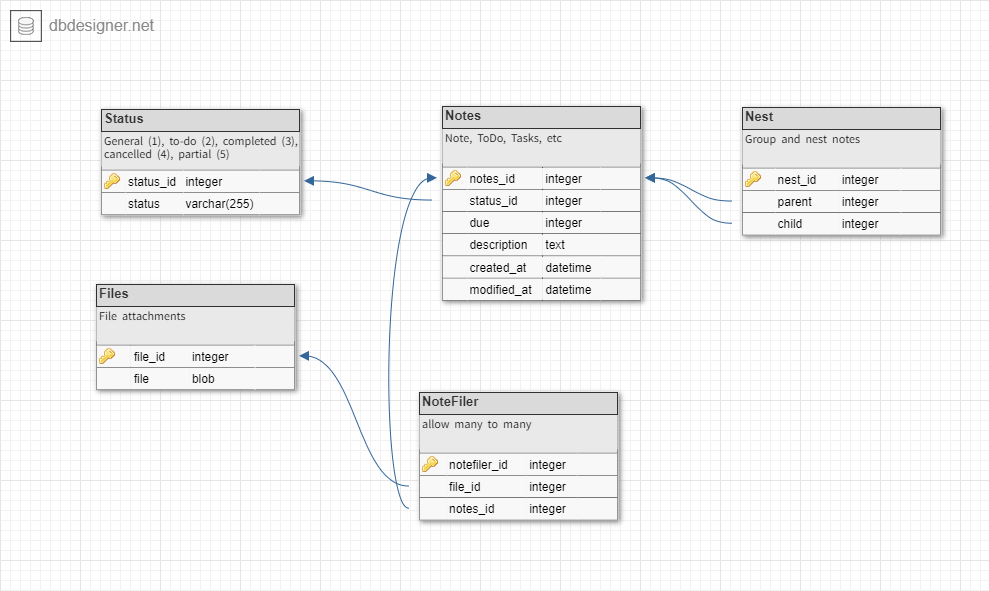 dbdesigner.net
Status
General (1), to-do (2), completed (3),
cancelled (4), partial (5)
status_id integer
status varchar(255)
Notes
Note, ToDo, Tasks, etc
notes_id integer
status_id integer
due integer
description text
created_at datetime
modified_at datetime
Nest
Group and nest notes
nest_id integer
parent integer
child integer
Files
File attachments
file_id integer
file blob
NoteFiler
allow many to many
notefiler_id integer
file_id integer
notes_id integer